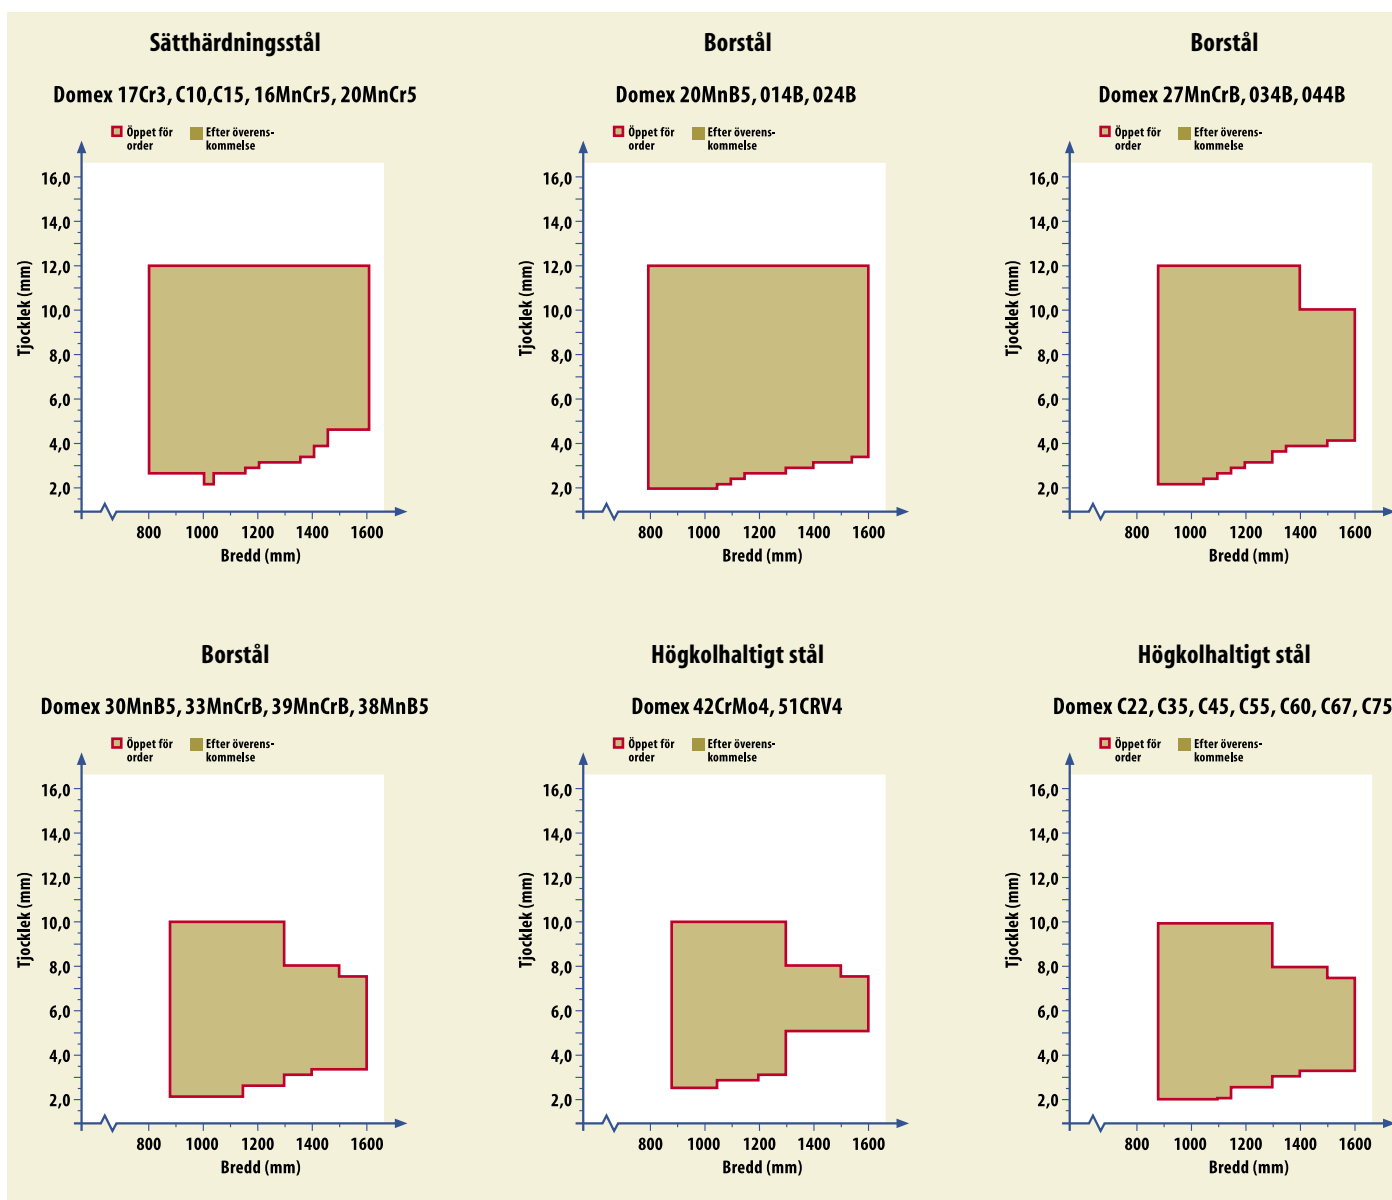 Sätthärdningsstål
Domex 17Cr3, C10,C15, 16MnCr5, 20MnCr5
Öppet för
order
Efter överens-
kommelse
16,0
14,0
12,0
10,0
8,0
6,0
4,0
2,0
Tjocklek (mm)
800 1000 1200 1400 1600
Bredd (mm)
Borstål
Domex 20MnB5, 014B, 024B
Öppet för
order
Efter överens-
kommelse
16,0
14,0
12,0
10,0
8,0
6,0
4,0
2,0
Tjocklek (mm)
800 1000 1200 1400 1600
Bredd (mm)
Borstål
Domex 27MnCrB, 034B, 044B
Öppet för
order
Efter överens-
kommelse
16,0
14,0
12,0
10,0
8,0
6,0
4,0
2,0
Tjocklek (mm)
800 1000 1200 1400 1600
Bredd (mm)
Borstål
Domex 30MnB5, 33MnCrB, 39MnCrB, 38MnB5
Öppet för
order
Efter överens-
kommelse
16,0
14,0
12,0
10,0
8,0
6,0
4,0
2,0
Tjocklek (mm)
800 1000 1200 1400 1600
Bredd (mm)
Högkolhaltigt stål
Domex 42CrMo4, 51CRV4
Öppet för
order
Efter överens-
kommelse
16,0
14,0
12,0
10,0
8,0
6,0
4,0
2,0
Tjocklek (mm)
800 1000 1200 1400 1600
Bredd (mm)
Högkolhaltigt stål
Domex C22, C35, C45, C55, C60, C67, C75
Öppet för
order
Efter överens-
kommelse
16,0
14,0
12,0
10,0
8,0
6,0
4,0
2,0
Tjocklek (mm)
800 1000 1200 1400 1600
Bredd (mm)